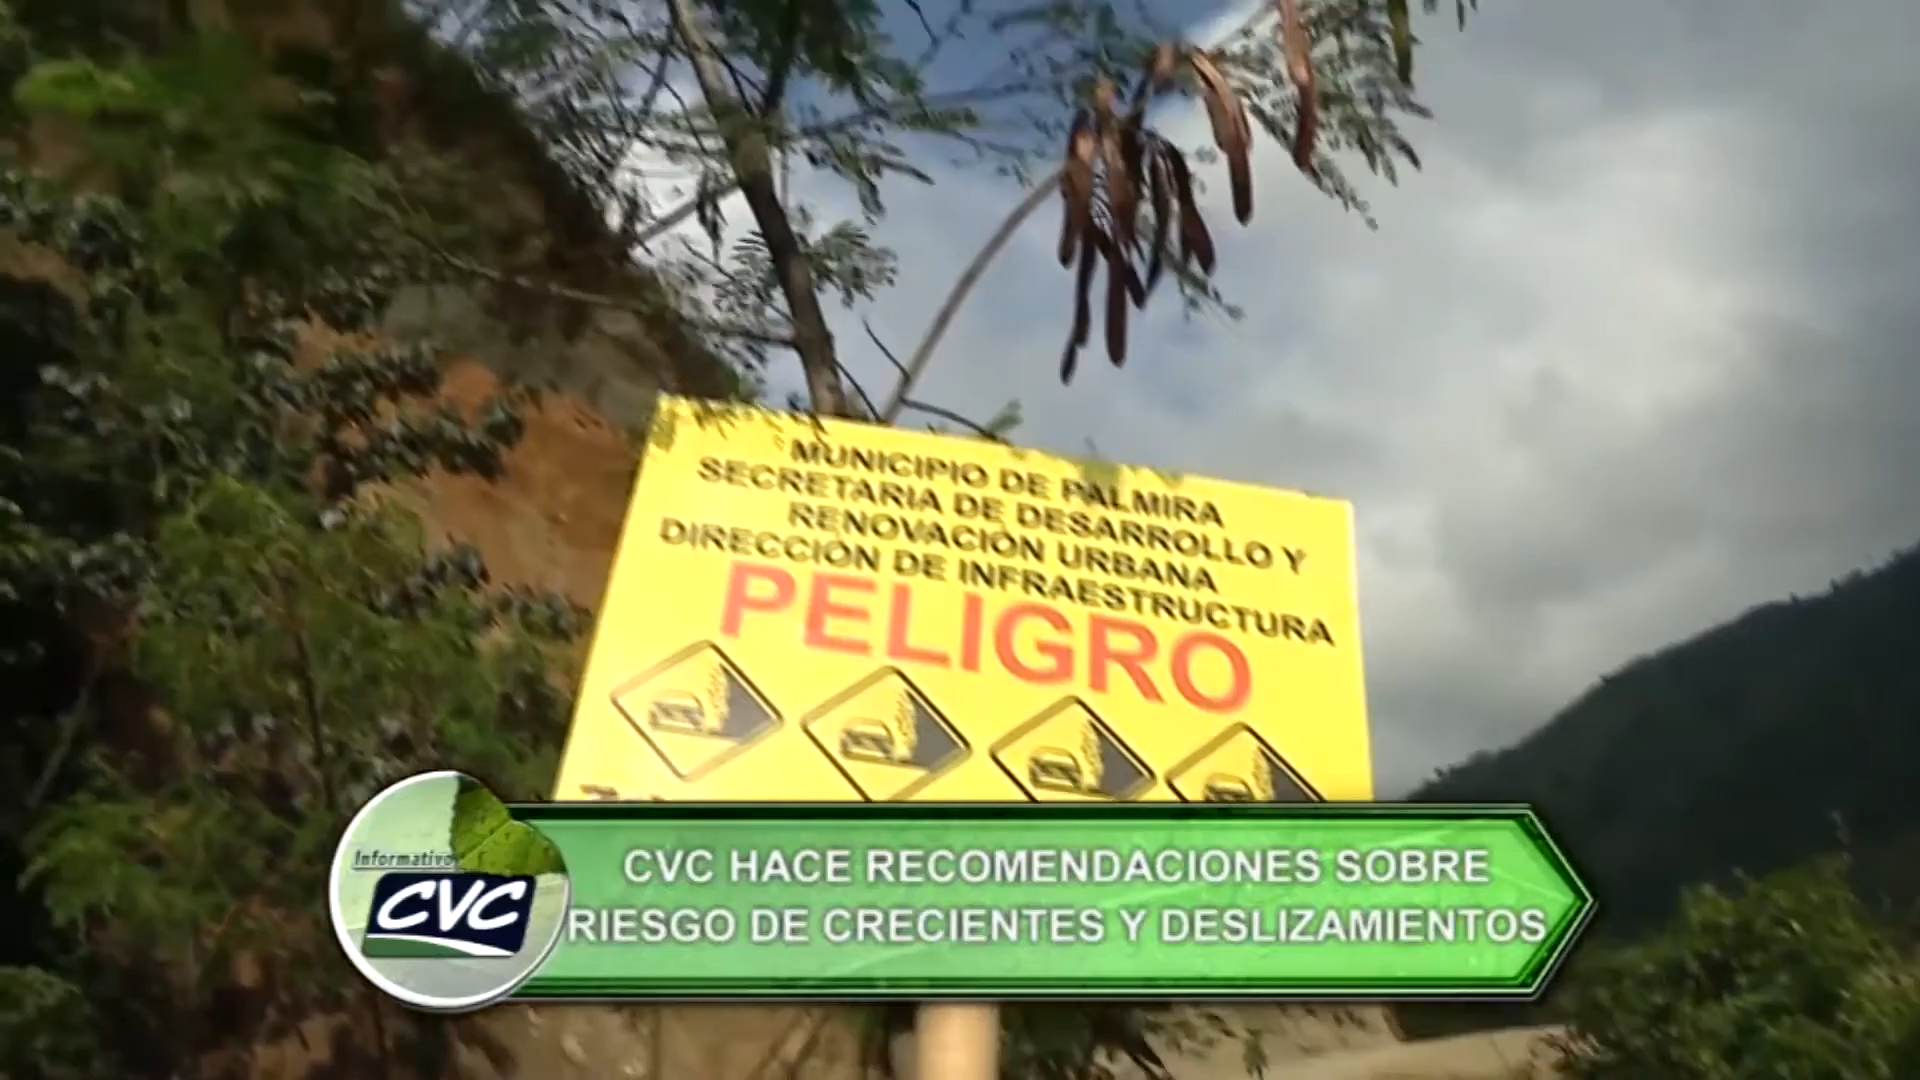 MUNICIPIO DE PALMIRA
SECRETARIA DE DESARROLLO Y
RENOVACIÓN URBANA
DIRECCIÓN DE INFRAESTRUCTURA
PELIGRO
Informativo
CVC
CVC HACE RECOMENDACIONES SOBRE
RIESGO DE CRECIENTES Y DESLIZAMIENTOS